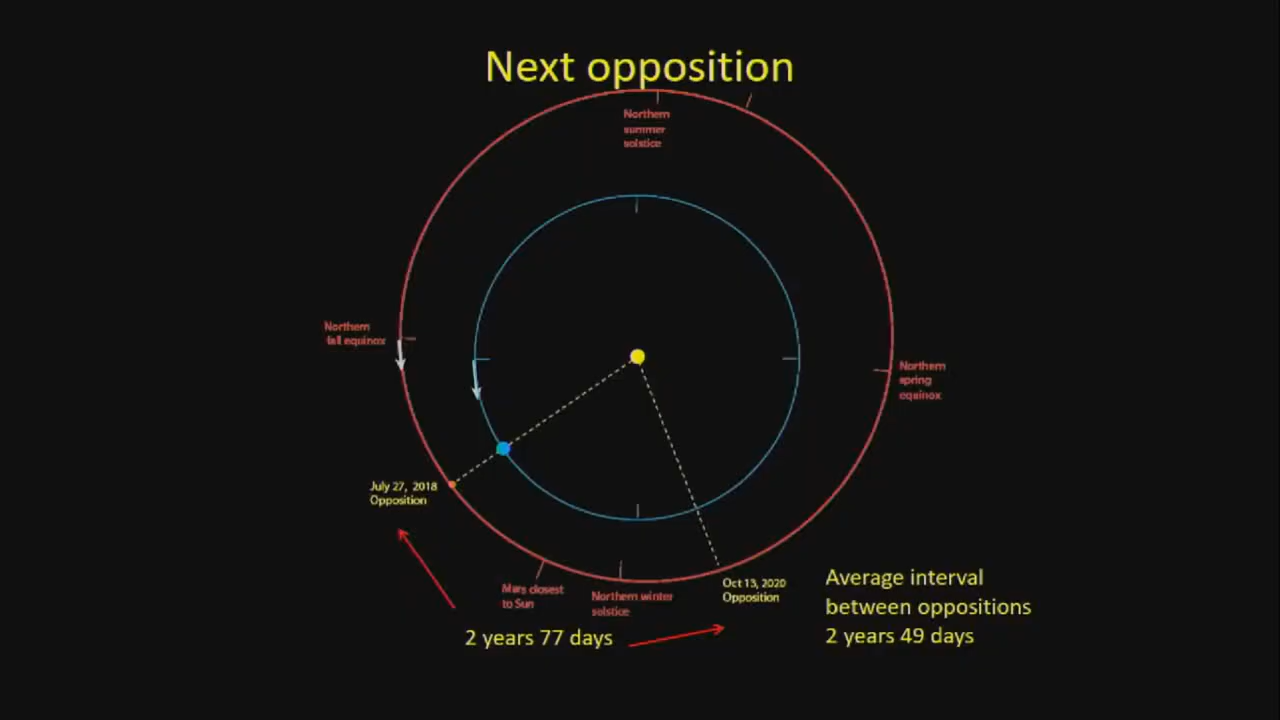 Next opposition
Northern
summer
solstice
Northern
fall equinox
Northern
spring
equinox
July 27, 2018
Opposition
Mars closest
to Sun
Northern winter
solstice
Oct 13, 2020
Opposition
2 years 77 days
Average interval
between oppositions
2 years 49 days